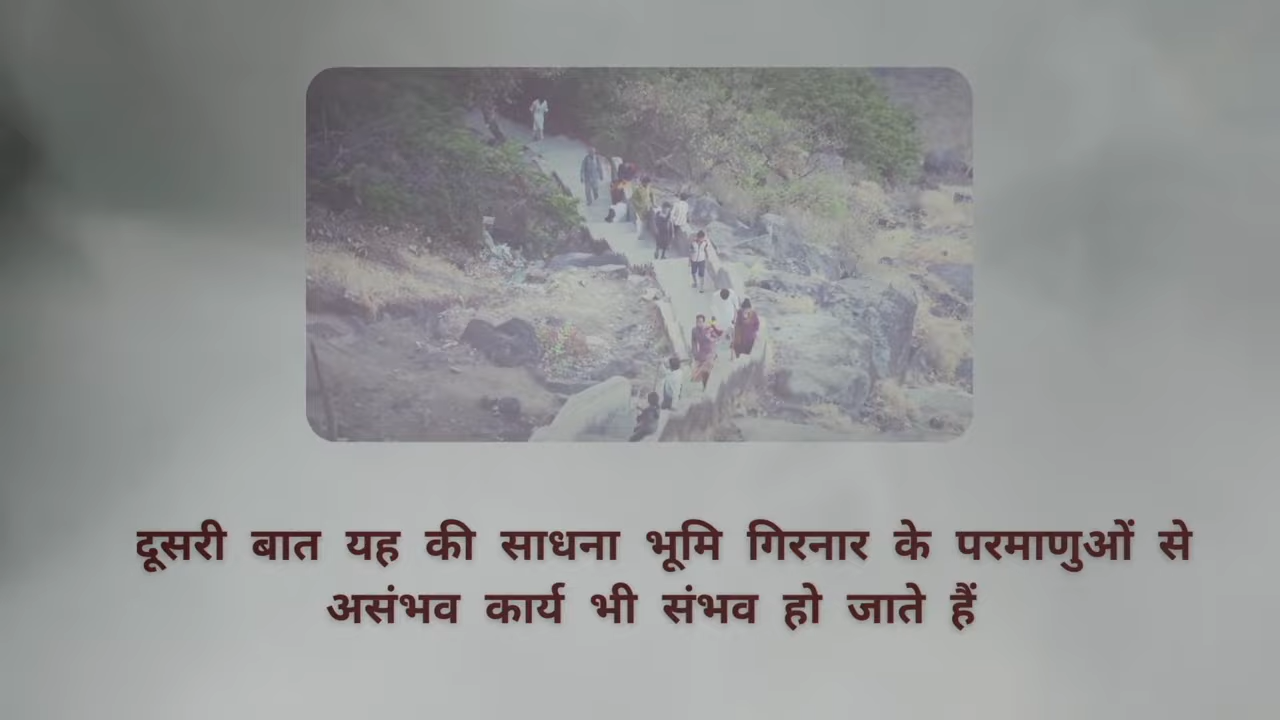 दूसरी बात यह की साधना भूमि गिरनार के परमाणुओं से
असंभव कार्य भी संभव हो जाते हैं